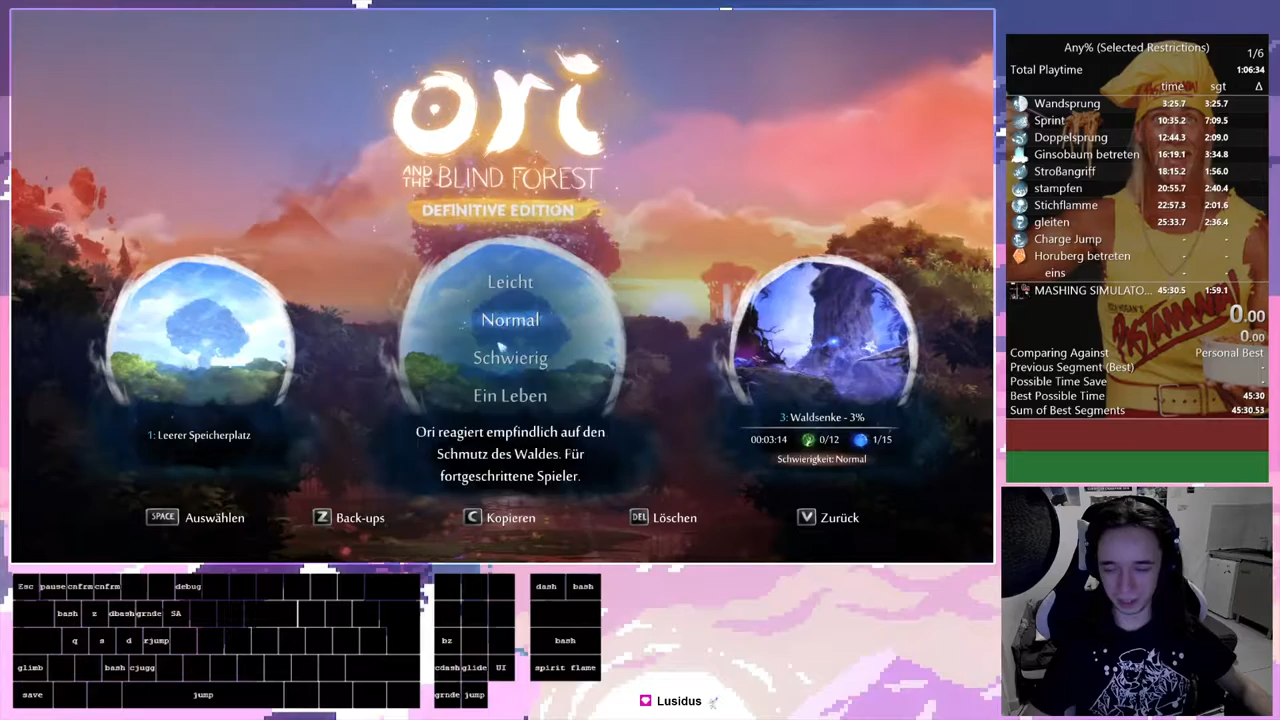 ori
AND THE BLIND FOREST
DEFINITIVE EDITION
Leicht
Normal
Schwierig
Ein Leben
Ori reagiert empfindlich auf den
Schmutz des Waldes. Für
fortgeschrittene Spieler.
1: Leerer Speicherplatz
3: Waldsenke - 3%
00:03:14 0/12 1/15
Schwierigkeit: Normal
SPACE Auswählen Z Back-ups C Kopieren DEL Löschen V Zurück
Any% (Selected Restrictions)
1/6
Total Playtime 1:06:34
time sgt Δ
Wandsprung 3:25.7 3:25.7
Sprint 10:35.2 7:09.5
Doppelsprung 12:44.3 2:09.0
Ginsobaum betreten 16:19.1 3:34.8
Stroßangriff 18:15.2 1:56.0
stampfen 20:55.7 2:40.4
Stichflamme 22:57.3 2:01.6
gleiten 25:33.7 2:36.4
Charge Jump - -
Horuberg betreten - -
eins - -
MASHING SIMULATO... 45:30.5 1:59.1
0.00
0.00
Comparing Against Personal Best
Previous Segment (Best) -
Possible Time Save -
Best Possible Time 45:30
Sum of Best Segments 45:30.53
PASTAMANIA!
Esc pause cnfrm cnfrm debug
bash z dbash grnde SA
q s d rjump
glimb bash cjugg
save jump
bz
cdash glide UI
grnde jump
dash bash
bash
spirit flame
Lusidus